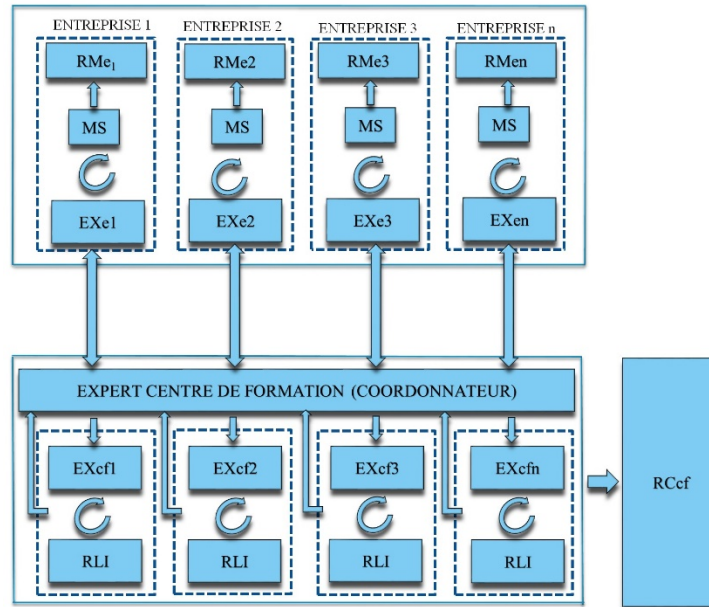 ENTREPRISE 1 ENTREPRISE 2 ENTREPRISE 3 ENTREPRISE n
RMe₁ RMe2 RMe3 RMen
MS MS MS MS
EXe1 EXe2 EXe3 EXen
EXPERT CENTRE DE FORMATION (COORDONNATEUR)
EXcf1 EXcf2 EXcf3 EXcfn
RCcf
RLI RLI RLI RLI